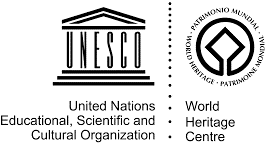 UNESCO
WORLD HERITAGE · PATRIMOINE MONDIAL · PATRIMONIO MUNDIAL ·
United Nations
Educational, Scientific and
Cultural Organization
World
Heritage
Centre